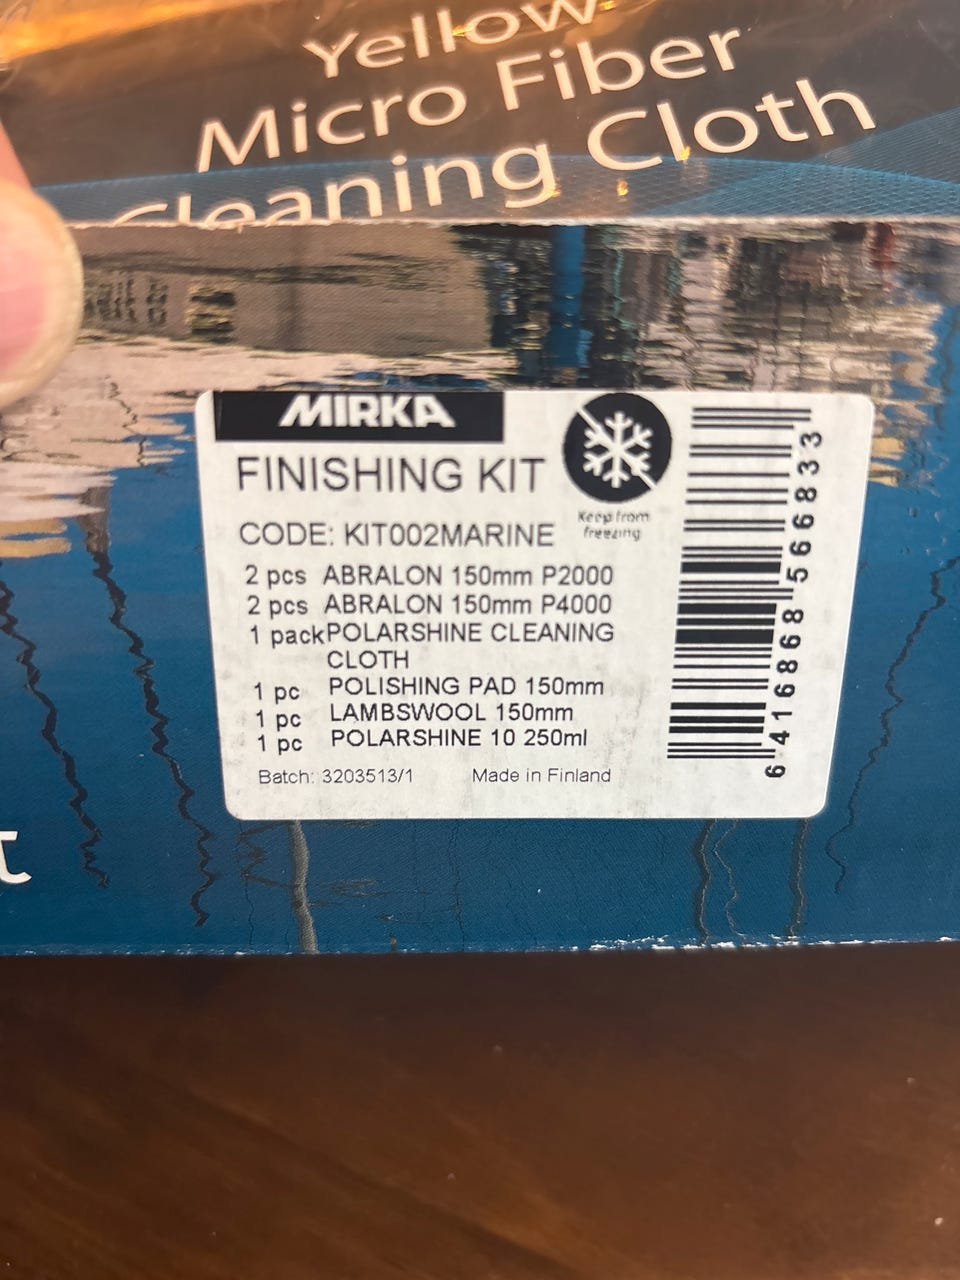 Yellow
Micro Fiber
Cleaning Cloth
MIRKA
FINISHING KIT
Keep from
freezing
CODE: KIT002MARINE
2 pcs ABRALON 150mm P2000
2 pcs ABRALON 150mm P4000
1 pack POLARSHINE CLEANING
CLOTH
1 pc POLISHING PAD 150mm
1 pc LAMBSWOOL 150mm
1 pc POLARSHINE 10 250ml
Batch: 3203513/1 Made in Finland
6 416868 566833
t